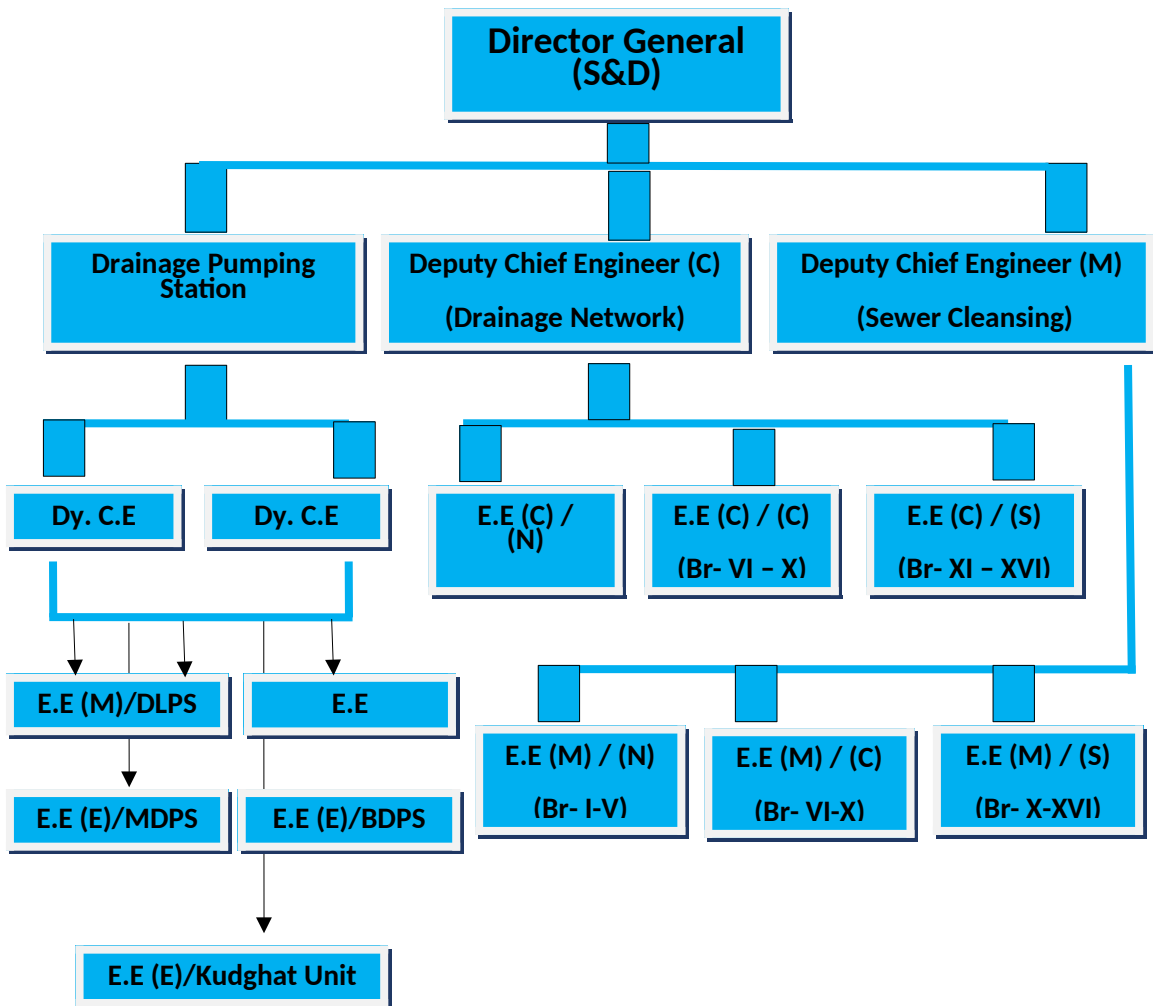 Director General
(S&D)
Drainage Pumping
Station
Deputy Chief Engineer (C)
(Drainage Network)
Deputy Chief Engineer (M)
(Sewer Cleansing)
Dy. C.E
Dy. C.E
E.E (C) /
(N)
E.E (C) / (C)
(Br- VI – X)
E.E (C) / (S)
(Br- XI – XVI)
E.E (M)/DLPS
E.E
E.E (M) / (N)
(Br- I-V)
E.E (M) / (C)
(Br- VI-X)
E.E (M) / (S)
(Br- X-XVI)
E.E (E)/MDPS
E.E (E)/BDPS
E.E (E)/Kudghat Unit